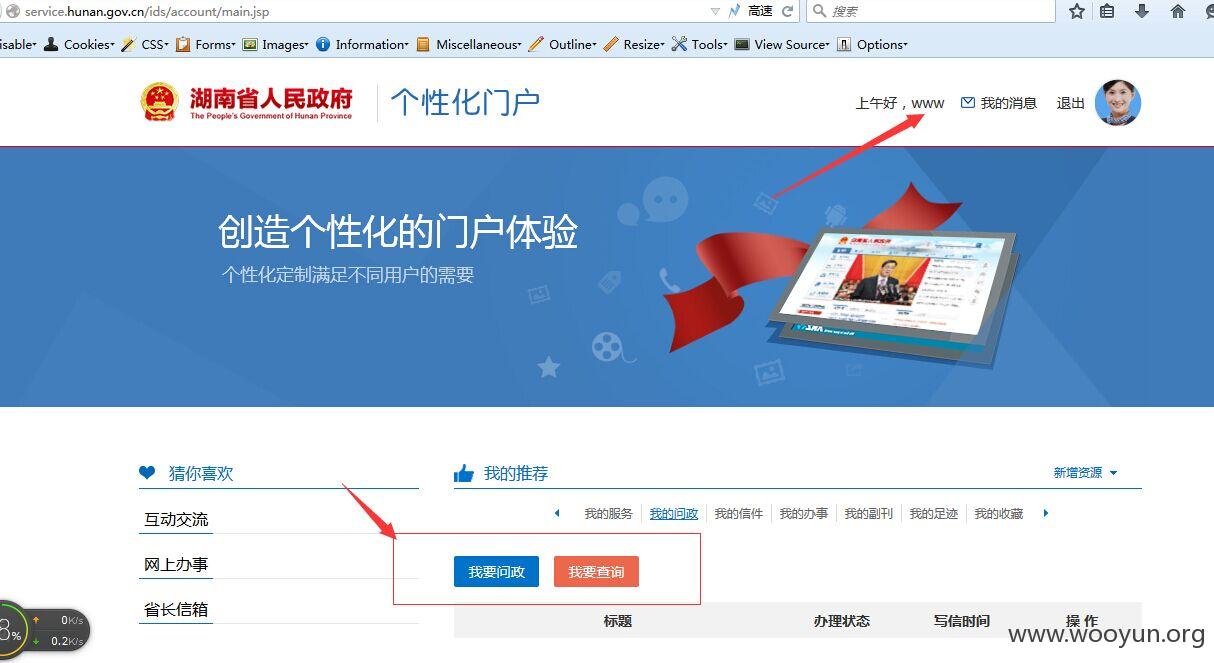 service.hunan.gov.cn/ids/account/main.jsp 高速 搜索
isable Cookies CSS Forms Images Information Miscellaneous Outline Resize Tools View Source Options
湖南省人民政府 个性化门户 上午好，www 我的消息 退出
The People's Government of Hunan Province
创造个性化的门户体验
个性化定制满足不同用户的需要
猜你喜欢 我的推荐 新增资源
我的服务 我的问政 我的信件 我的办事 我的副刊 我的足迹 我的收藏
互动交流
网上办事
我要问政 我要查询
省长信箱
标题 办理状态 写信时间 操 作
8% 0K/s
0.2K/s
www.wooyun.org